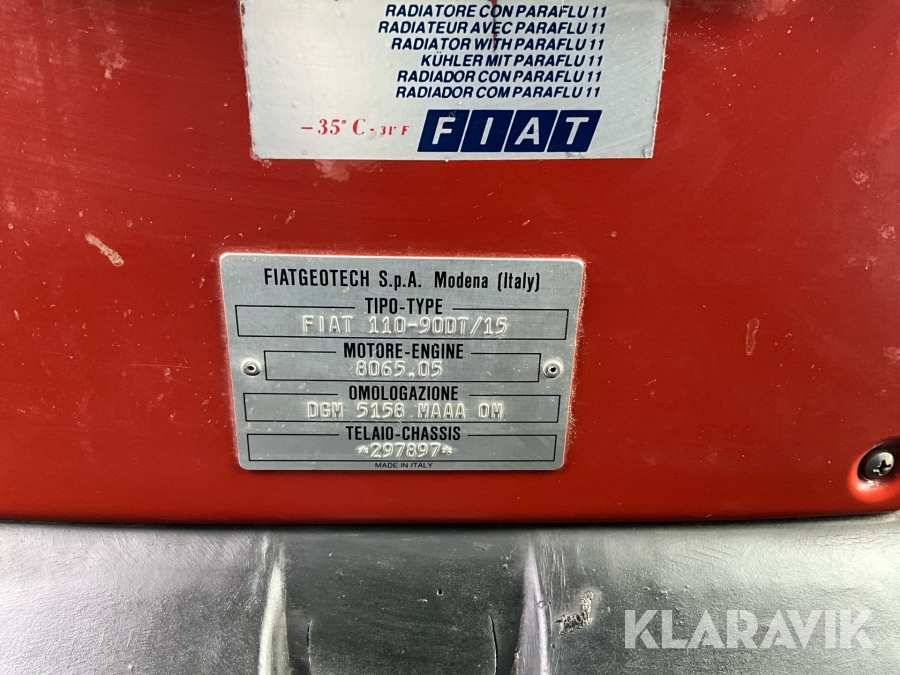 RADIATORE CON PARAFLU 11
RADIATEUR AVEC PARAFLU 11
RADIATOR WITH PARAFLU 11
KÜHLER MIT PARAFLU 11
RADIADOR CON PARAFLU 11
RADIADOR COM PARAFLU 11
-35° C - 31° F
FIAT
FIATGEOTECH S.p.A. Modena (Italy)
TIPO-TYPE
FIAT 110-90DT/15
MOTORE-ENGINE
8065.05
OMOLOGAZIONE
DGM 5158 MAAA OM
TELAIO-CHASSIS
*297897*
MADE IN ITALY
KLARAVIK